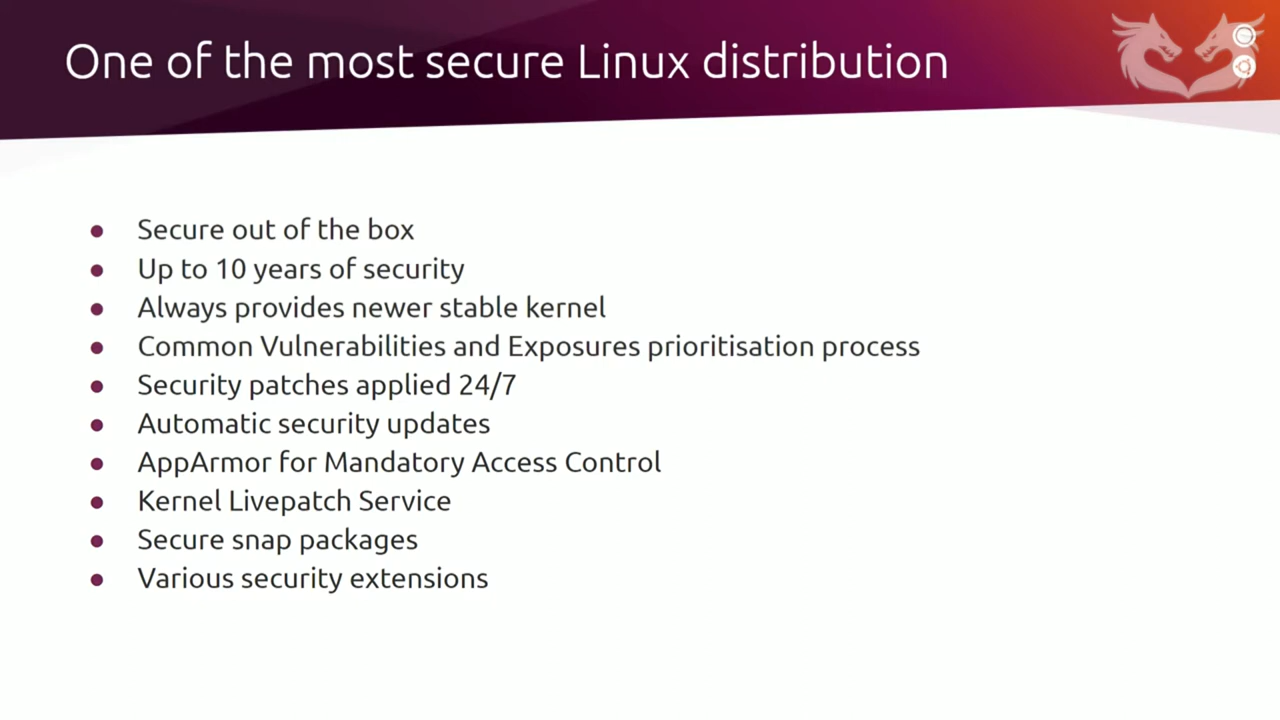 One of the most secure Linux distribution
Secure out of the box
Up to 10 years of security
Always provides newer stable kernel
Common Vulnerabilities and Exposures prioritisation process
Security patches applied 24/7
Automatic security updates
AppArmor for Mandatory Access Control
Kernel Livepatch Service
Secure snap packages
Various security extensions